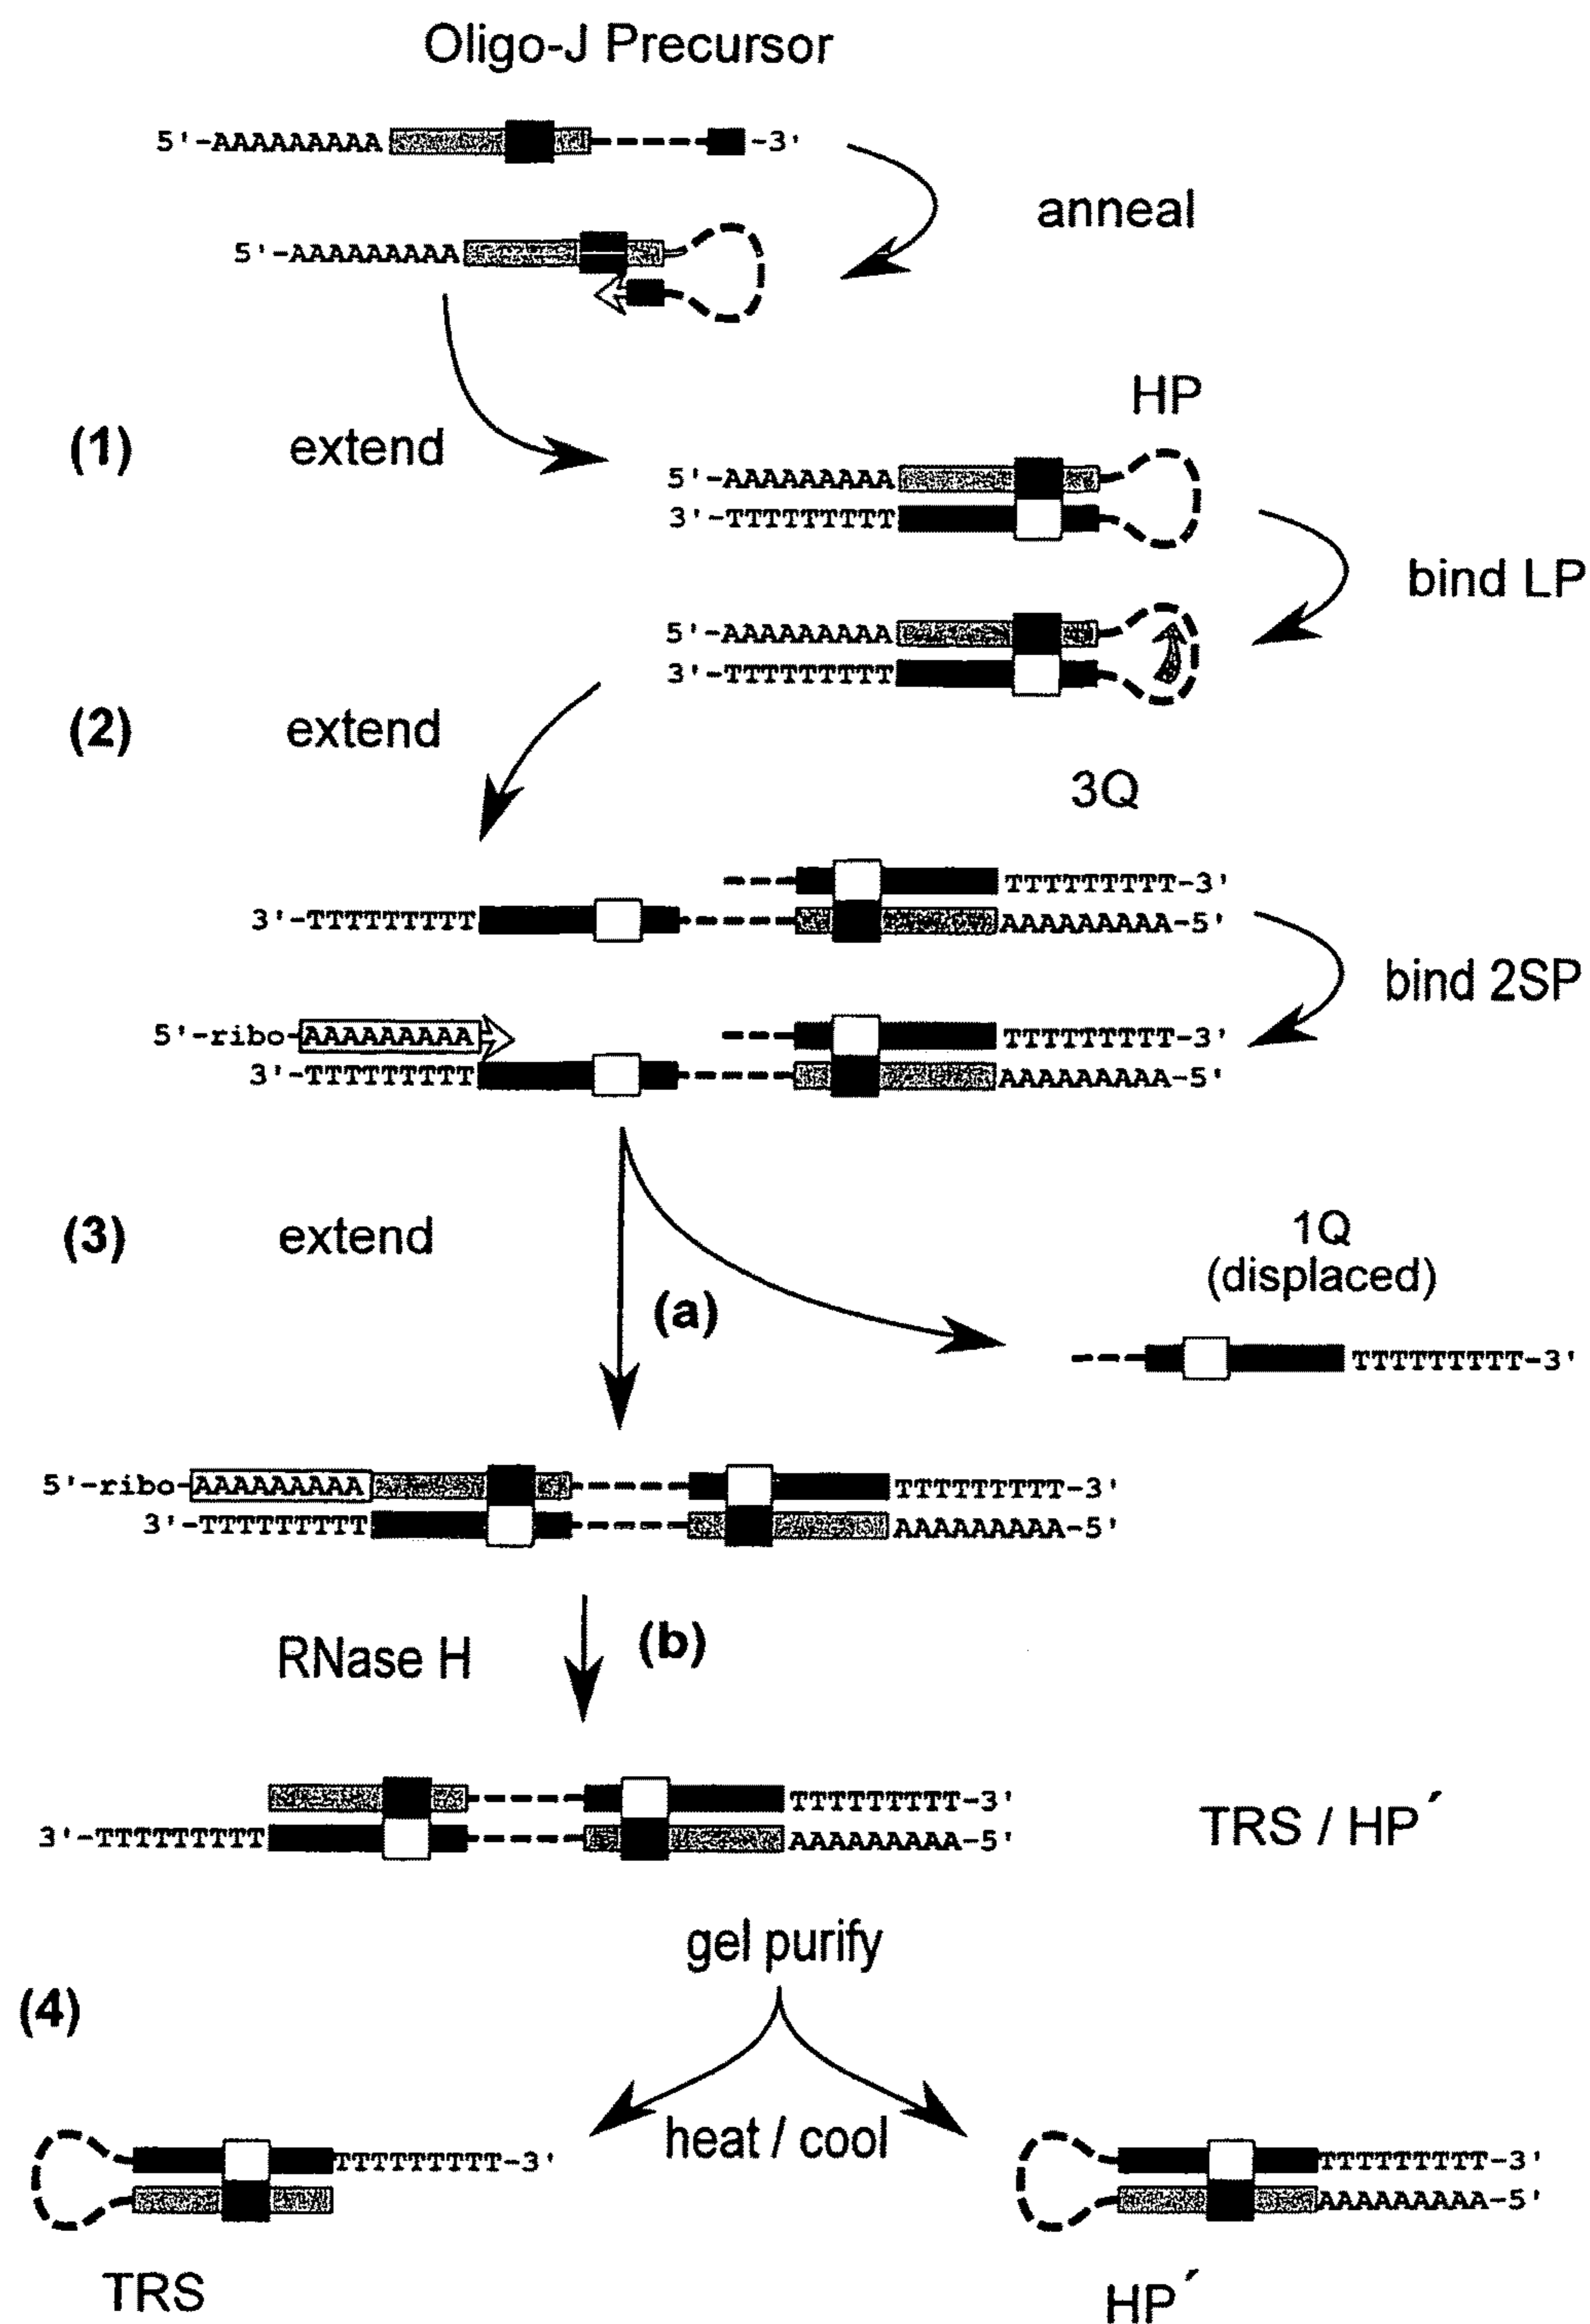 Oligo-J Precursor
5'-AAAAAAAAA -3'
anneal
5'-AAAAAAAAA
HP
(1) extend
5'-AAAAAAAAA
3'-TTTTTTTTT
bind LP
5'-AAAAAAAAA
3'-TTTTTTTTT
(2) extend
3Q
TTTTTTTTT-3'
3'-TTTTTTTTT AAAAAAAAA-5'
bind 2SP
5'-ribo-AAAAAAAAA TTTTTTTTT-3'
3'-TTTTTTTTT AAAAAAAAA-5'
(3) extend
1Q
(displaced)
(a)
TTTTTTTTT-3'
5'-ribo-AAAAAAAAA TTTTTTTTT-3'
3'-TTTTTTTTT AAAAAAAAA-5'
RNase H (b)
TTTTTTTTT-3'
3'-TTTTTTTTT AAAAAAAAA-5'
TRS / HP´
gel purify
(4)
heat / cool
TTTTTTTTT-3' TTTTTTTTT-3'
AAAAAAAAA-5'
TRS HP´